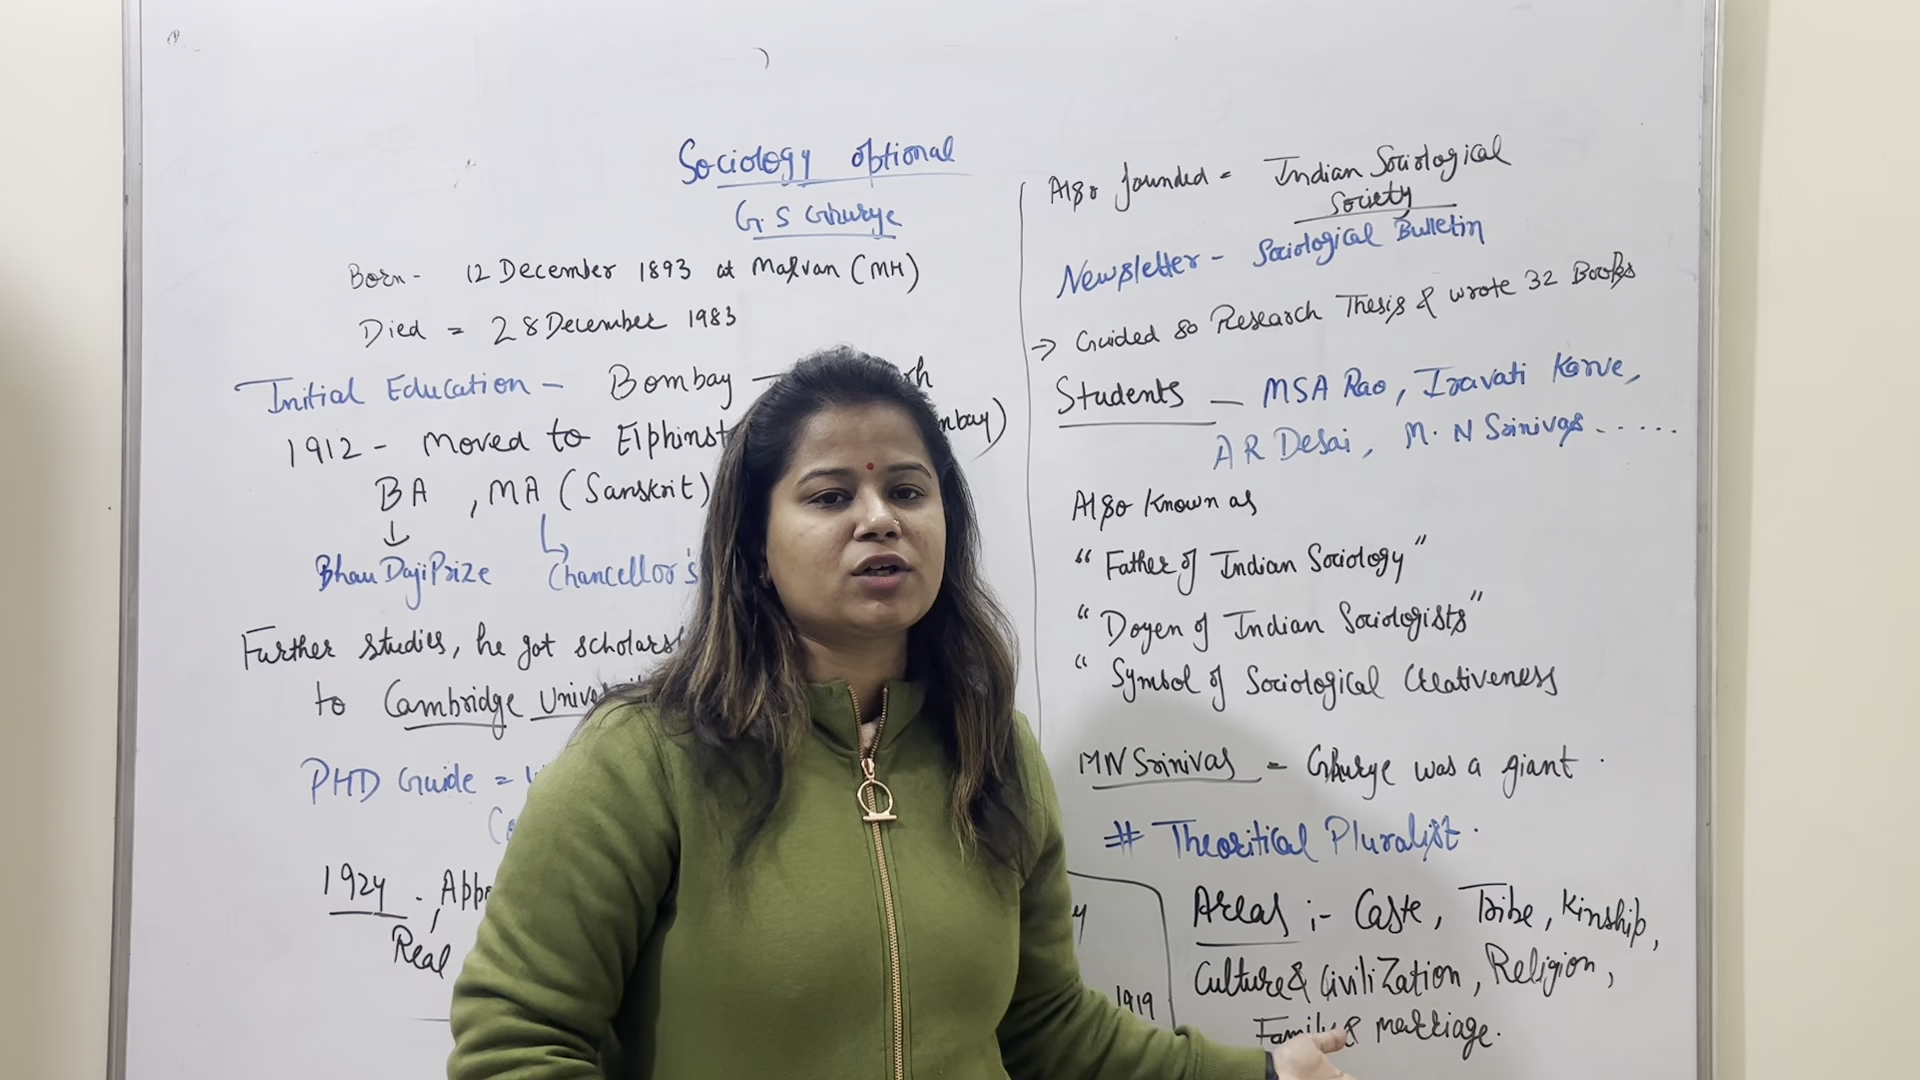 Sociology optional
G.S Ghurye
Born - 12 December 1893 at Malvan (MH)
Died = 28 December 1983
Initial Education - Bombay
1912 - Moved to Elphinst
mbay)
BA , MA (Sanskrit)
Bhau Daji Prize Chancellor's
Further studies, he got scholarsh
to Cambridge Universit
PHD Guide =
1924 - Appo
Real
1919
Also founded = Indian Sociological
Society
Newsletter - Sociological Bulletin
→ Guided 80 Research Thesis & wrote 32 Books
Students - MSA Rao, Iravati Karve,
A R Desai, M. N Srinivas .....
Also known as
" Father of Indian Sociology"
" Doyen of Indian Sociologists"
" Symbol of Sociological Creativeness
MN Srinivas = Ghurye was a giant .
# Theoritical Pluralist .
Areas :- Caste, Tribe, Kinship,
Culture & Civilization, Religion,
Family & marriage.